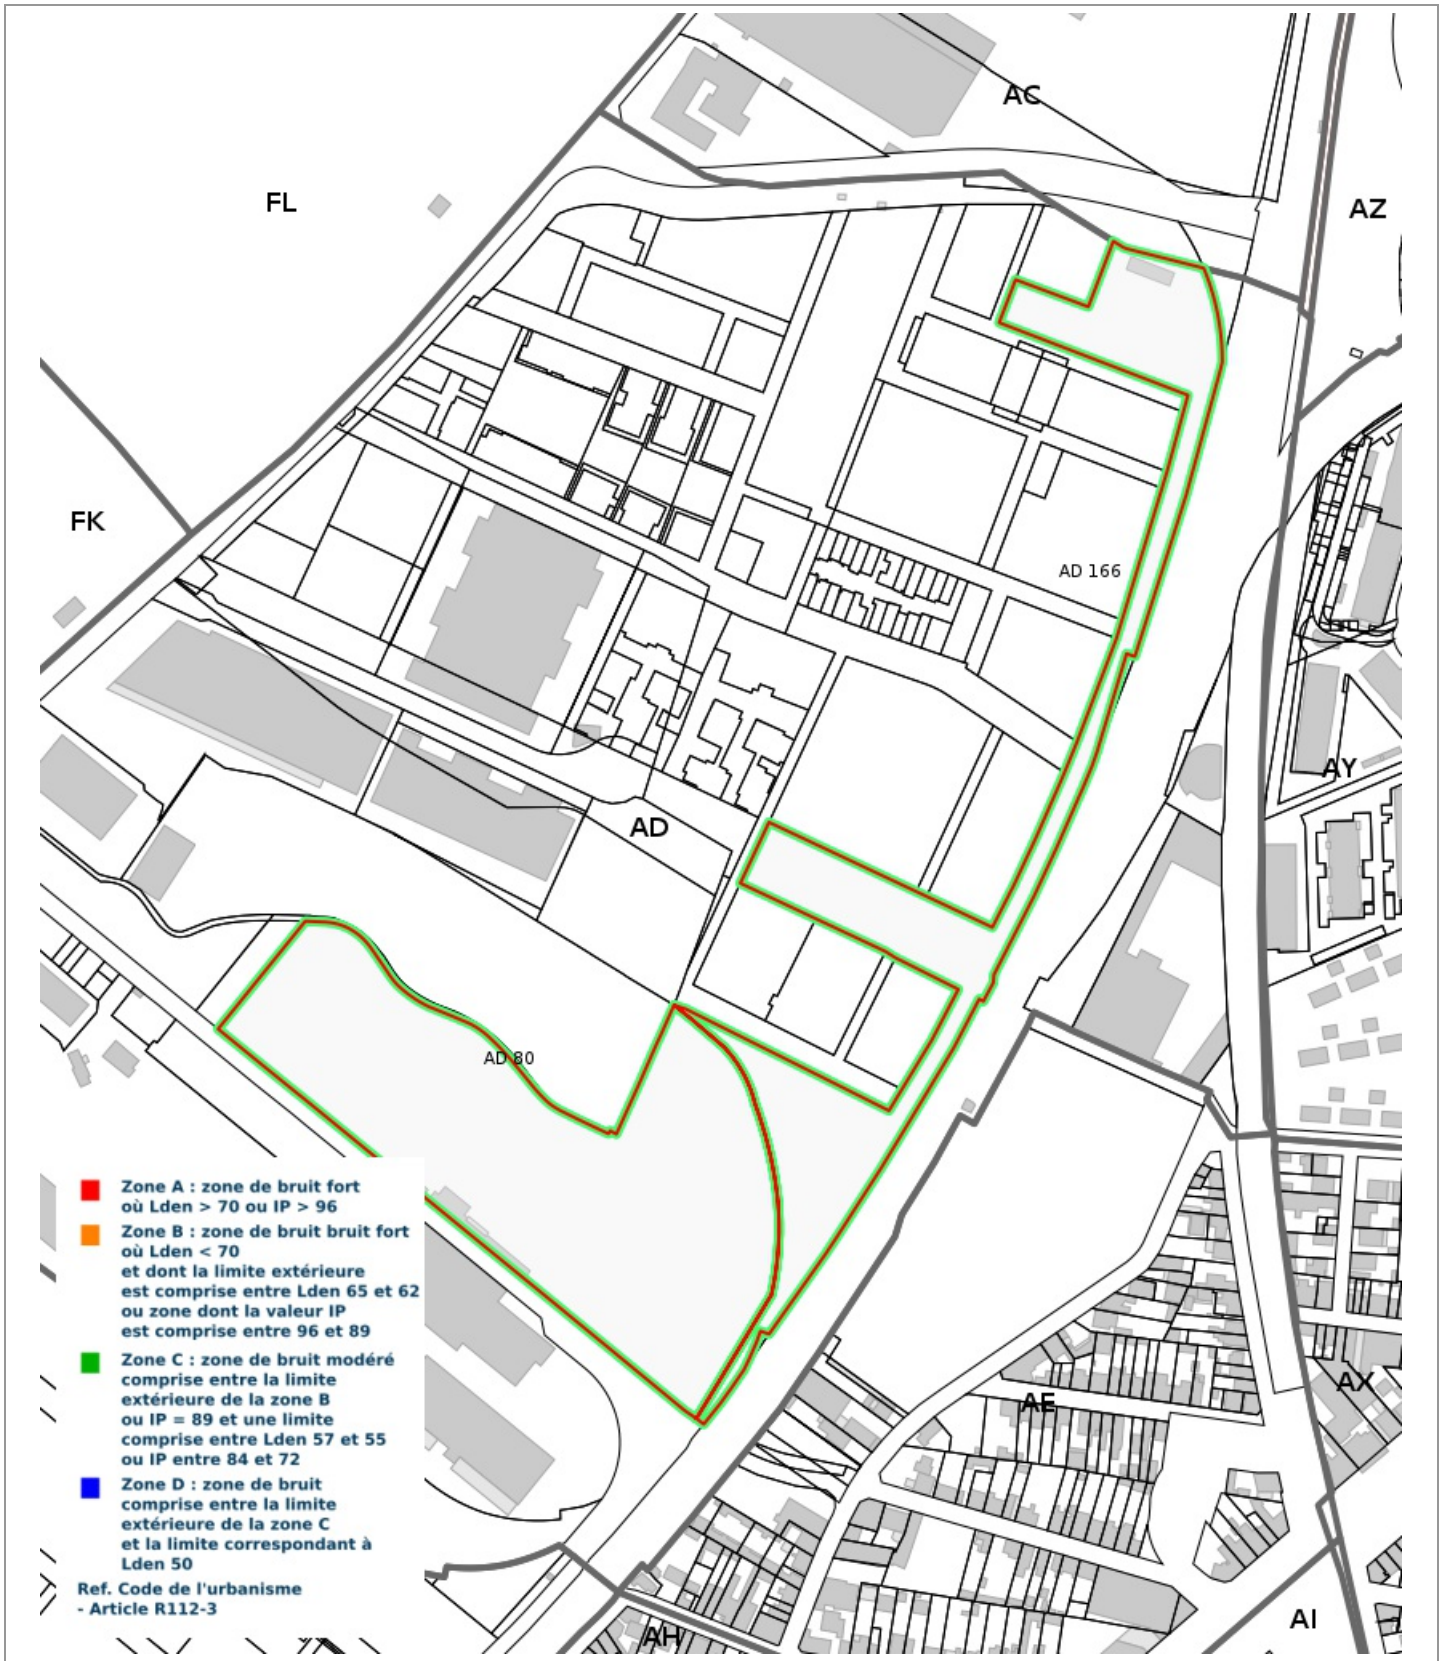 AC
FL
AZ
FK
AD 166
AY
AD
AD 80
Zone A : zone de bruit fort
où Lden > 70 ou IP > 96
Zone B : zone de bruit bruit fort
où Lden < 70
et dont la limite extérieure
est comprise entre Lden 65 et 62
ou zone dont la valeur IP
est comprise entre 96 et 89
Zone C : zone de bruit modéré
comprise entre la limite
extérieure de la zone B
ou IP = 89 et une limite
comprise entre Lden 57 et 55
ou IP entre 84 et 72
Zone D : zone de bruit
comprise entre la limite
extérieure de la zone C
et la limite correspondant à
Lden 50
Ref. Code de l'urbanisme
- Article R112-3
AX
AE
AI
AH